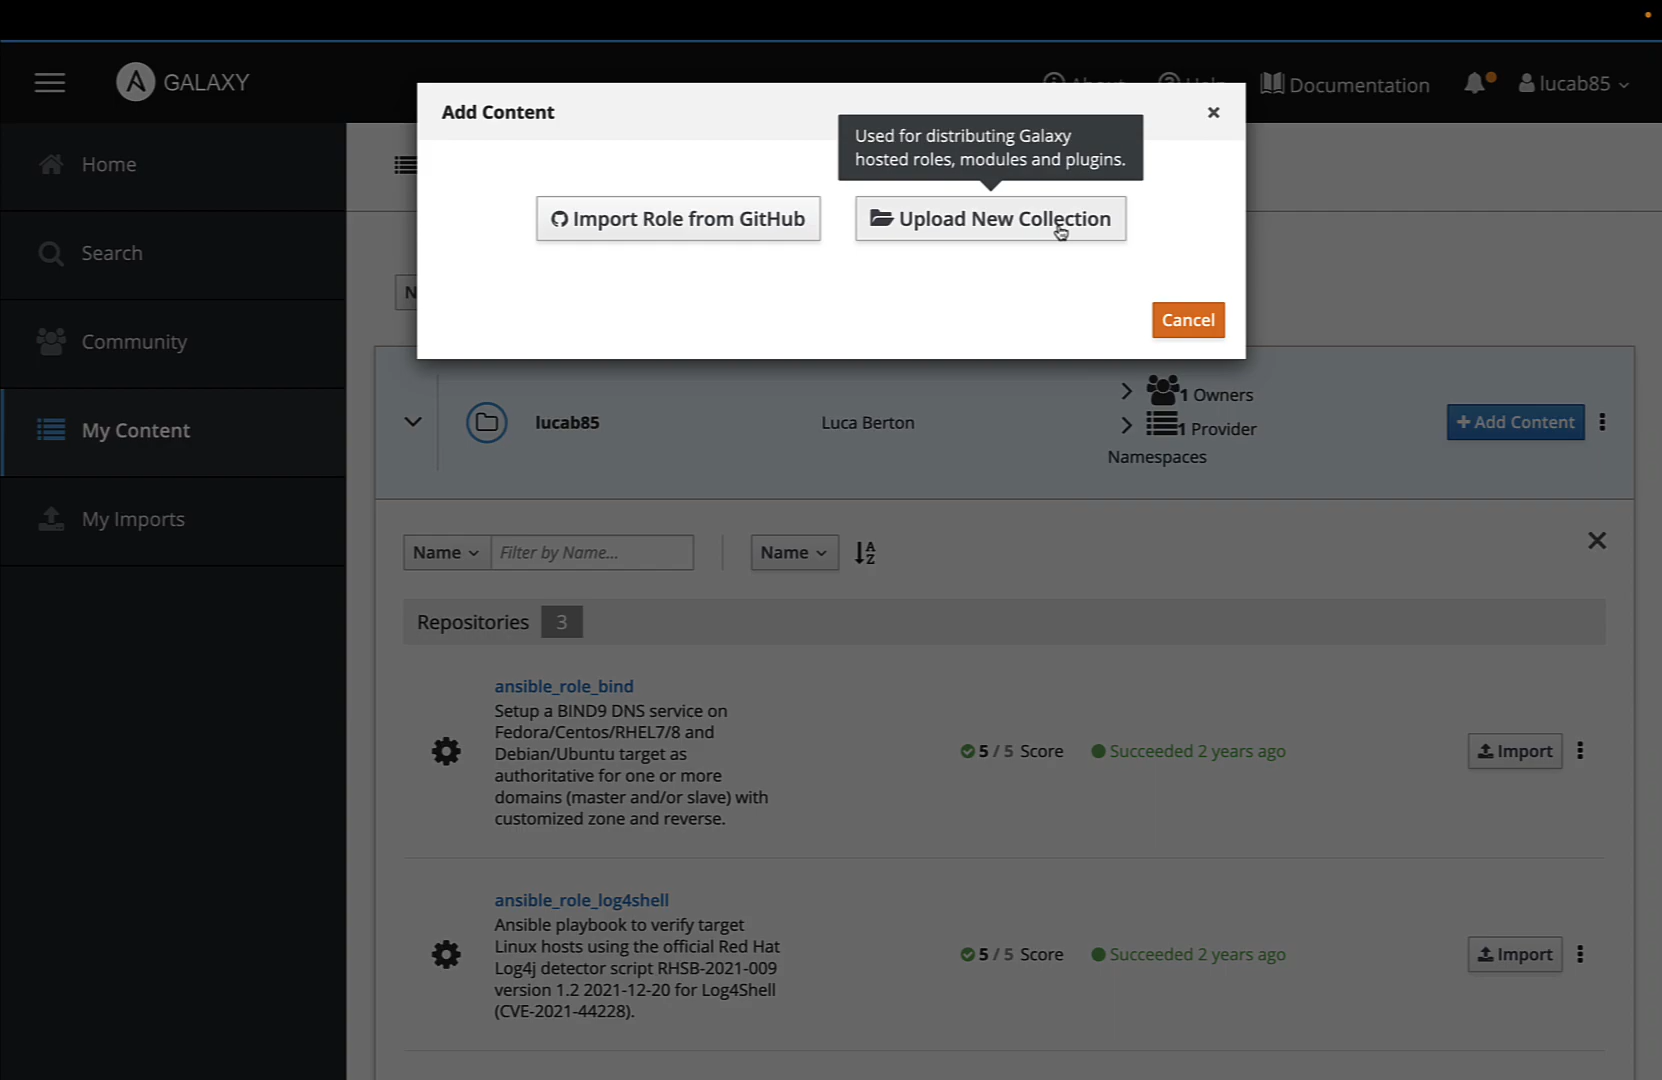 GALAXY
About
Help
Documentation
lucab85
Add Content
Used for distributing Galaxy
hosted roles, modules and plugins.
Import Role from GitHub
Upload New Collection
Cancel
Home
Search
Community
My Content
My Imports
N
lucab85
Luca Berton
1 Owners
1 Provider
Namespaces
+ Add Content
Name
Filter by Name...
Name
Repositories 3
ansible_role_bind
Setup a BIND9 DNS service on
Fedora/Centos/RHEL7/8 and
Debian/Ubuntu target as
authoritative for one or more
domains (master and/or slave) with
customized zone and reverse.
5 / 5 Score
Succeeded 2 years ago
Import
ansible_role_log4shell
Ansible playbook to verify target
Linux hosts using the official Red Hat
Log4j detector script RHSB-2021-009
version 1.2 2021-12-20 for Log4Shell
(CVE-2021-44228).
5 / 5 Score
Succeeded 2 years ago
Import